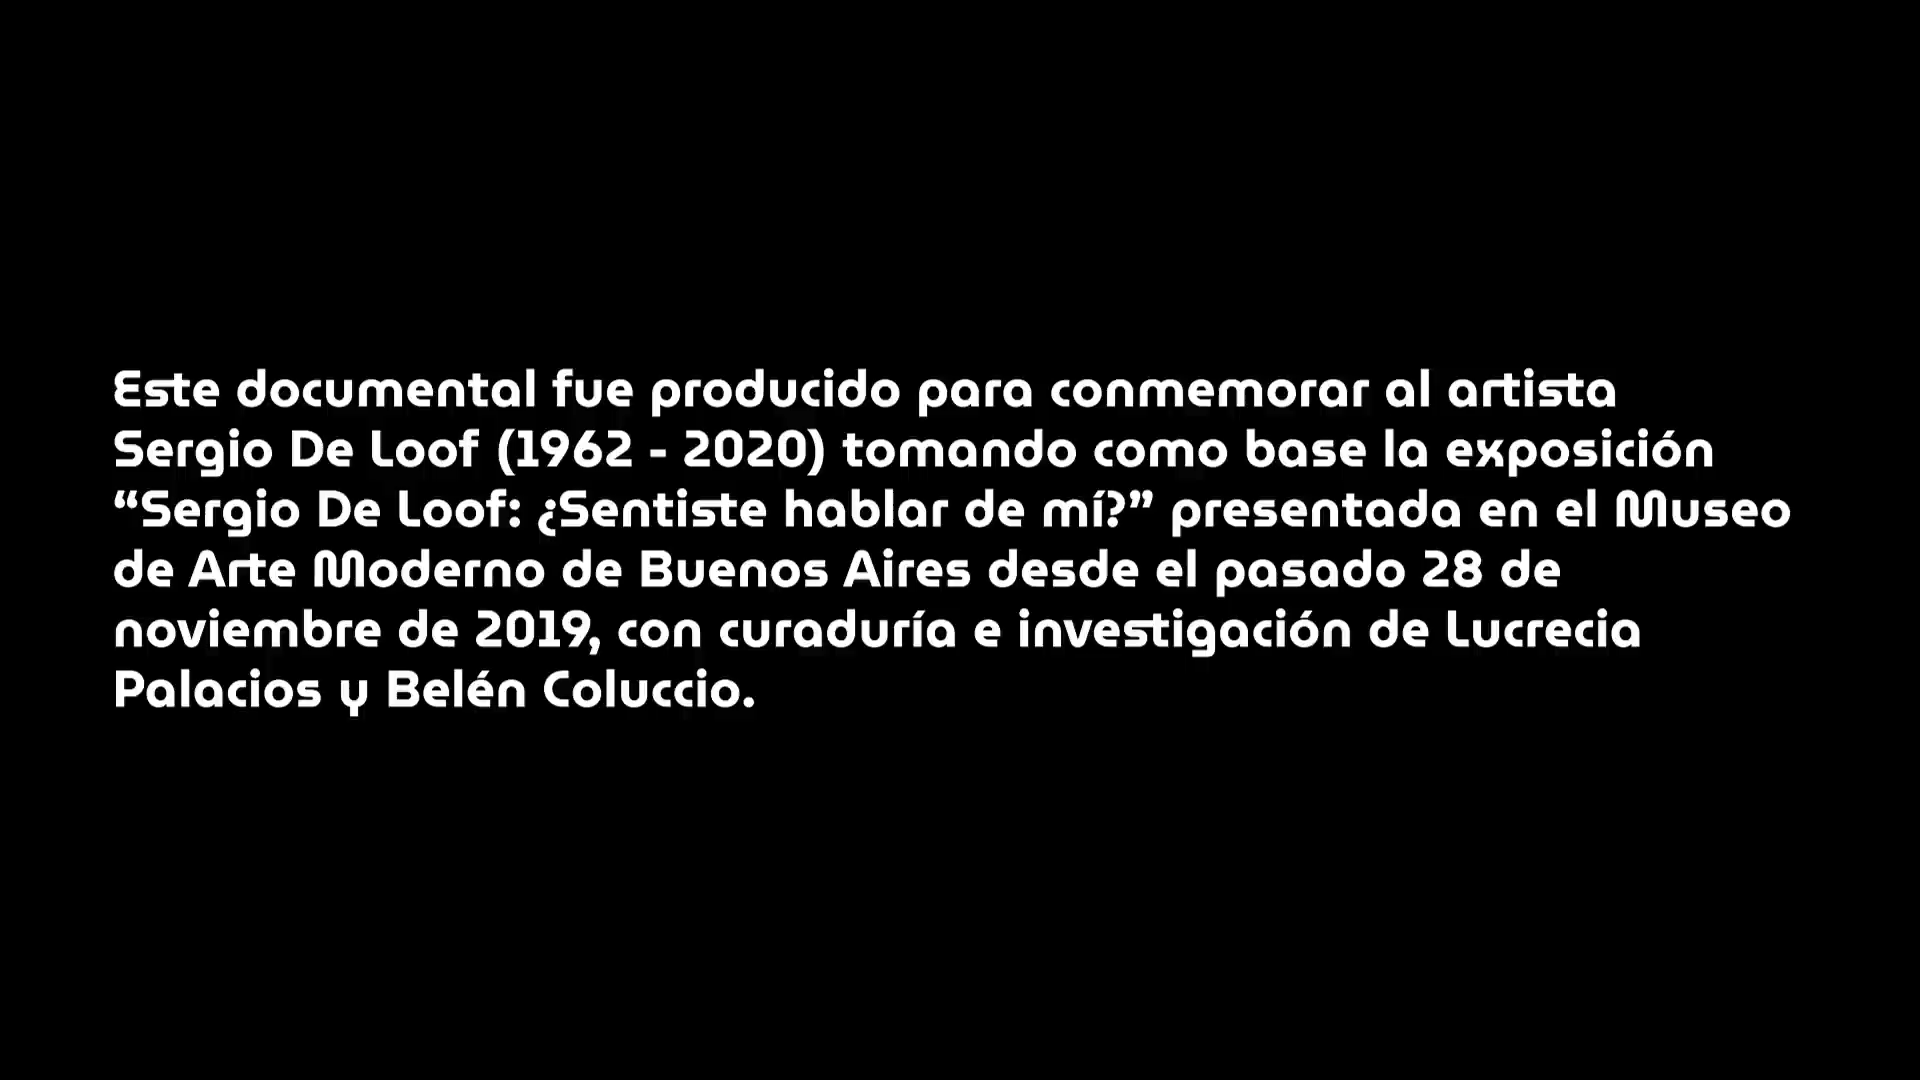 Este documental fue producido para conmemorar al artista
Sergio De Loof (1962 - 2020) tomando como base la exposición
“Sergio De Loof: ¿Sentiste hablar de mí?” presentada en el Museo
de Arte Moderno de Buenos Aires desde el pasado 28 de
noviembre de 2019, con curaduría e investigación de Lucrecia
Palacios y Belén Coluccio.